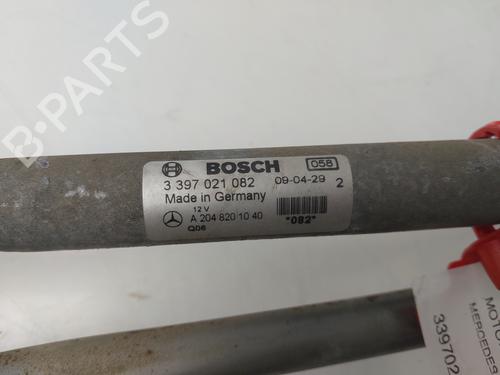 B-PARTS
BOSCH
058
3 397 021 082
09-04-29 2
Made in Germany
12 V
A 204 820 10 40
Q06
*082*
MOTO
MERCEDES
339702